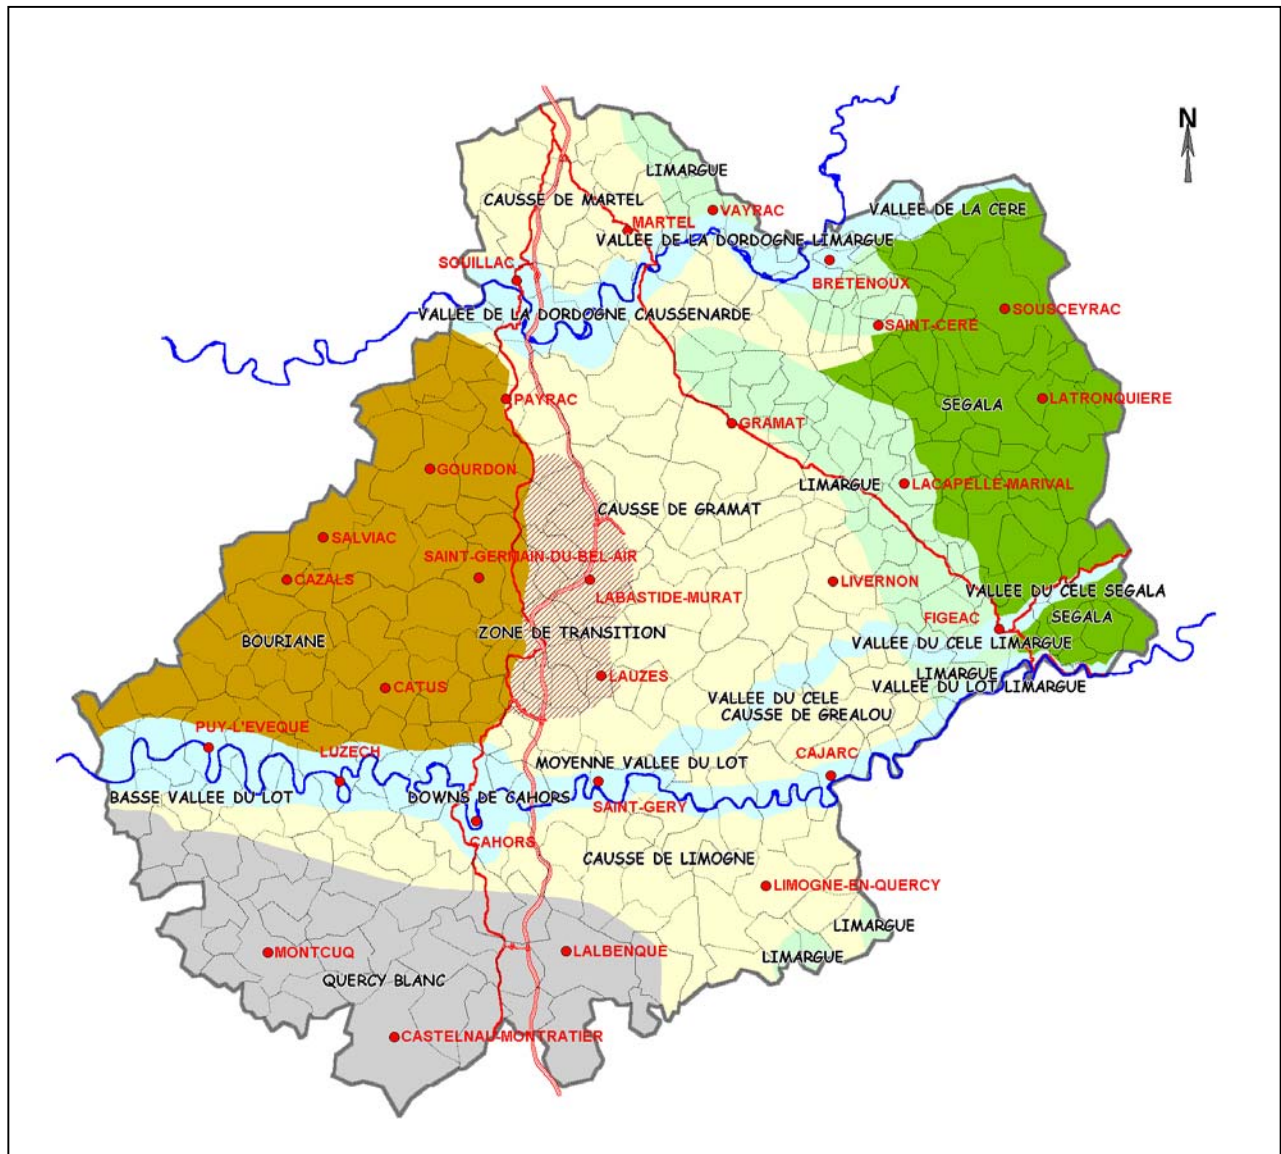 N
LIMARGUE
CAUSSE DE MARTEL
VAYRAC
VALLEE DE LA CERE
MARTEL
VALLEE DE LA DORDOGNE LIMARGUE
SOUILLAC
BRETENOUX
VALLEE DE LA DORDOGNE CAUSSENARDE
SOUSCEYRAC
SAINT-CERE
PAYRAC
SEGALA
LATRONQUIERE
GRAMAT
GOURDON
LIMARGUE
LACAPELLE-MARIVAL
CAUSSE DE GRAMAT
SALVIAC
SAINT-GERMAIN-DU-BEL-AIR
CAZALS
LIVERNON
LABASTIDE-MURAT
VALLEE DU CELE SEGALA
FIGEAC
SEGALA
ZONE DE TRANSITION
BOURIANE
VALLEE DU CELE LIMARGUE
LAUZES
LIMARGUE
CATUS
VALLEE DU LOT LIMARGUE
VALLEE DU CELE
CAUSSE DE GREALOU
PUY-L'EVEQUE
LUZECH
CAJARC
MOYENNE VALLEE DU LOT
BASSE VALLEE DU LOT
DOWNS DE CAHORS
SAINT-GERY
CAHORS
CAUSSE DE LIMOGNE
LIMOGNE-EN-QUERCY
LIMARGUE
MONTCUQ
LALBENQUE
LIMARGUE
QUERCY BLANC
CASTELNAU-MONTRATIER